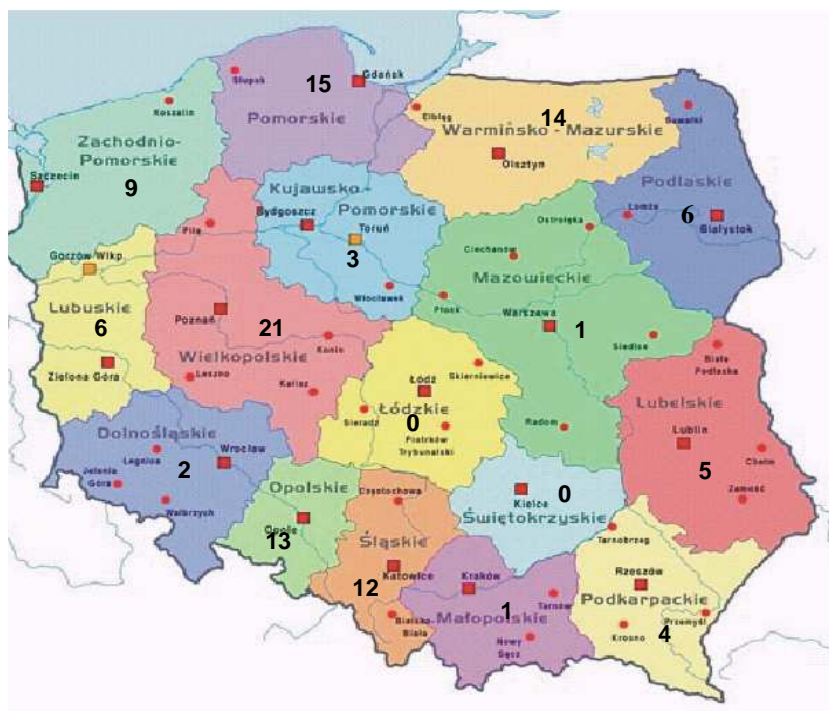 15
Gdańsk
Słupsk
Pomorskie
Koszalin
Elbląg
14
Warmińsko - Mazurskie
Suwałki
Zachodnio-
Pomorskie
Olsztyn
Szczecin
9
Kujawsko-
Pomorskie
Podlaskie
Bydgoszcz
Toruń
3
Piła
Ostrołęka
Łomża
6
Białystok
Ciechanów
Mazowieckie
Gorzów Wlkp.
Włocławek
Płock
Lubuskie
6
Poznań
21
Warszawa
1
Siedlce
Wielkopolskie
Konin
Biała
Podlaska
Zielona Góra
Leszno
Kalisz
Łódź
Skierniewice
Łódzkie
0
Sieradz
Piotrków
Trybunalski
Radom
Lubelskie
Lublin
Chełm
5
Zamość
Dolnośląskie
Wrocław
Legnica
2
Jelenia
Góra
Wałbrzych
Opolskie
Opole
13
Częstochowa
Śląskie
Katowice
12
Bielsko
Biała
Kielce
0
Świętokrzyskie
Tarnobrzeg
Rzeszów
Podkarpackie
4
Przemyśl
Krosno
Kraków
1
Tarnów
Małopolskie
Nowy
Sącz